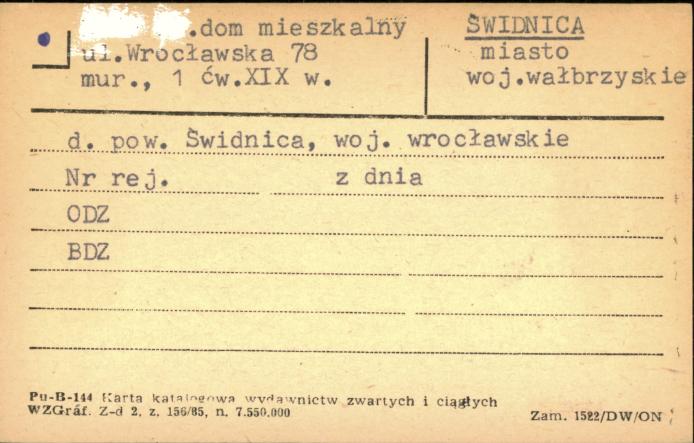 .dom mieszkalny
ul.Wrocławska 78
mur., 1 ćw.XIX w.
ŚWIDNICA
miasto
woj.wałbrzyskie
d. pow. Świdnica, woj. wrocławskie
Nr rej. z dnia
ODZ
BDZ
Pu-B-144 Karta katalogowa wydawnictw zwartych i ciągłych
WZGraf. Z-d 2, z. 156/85, n. 7.550.000
Zam. 1522/DW/ON